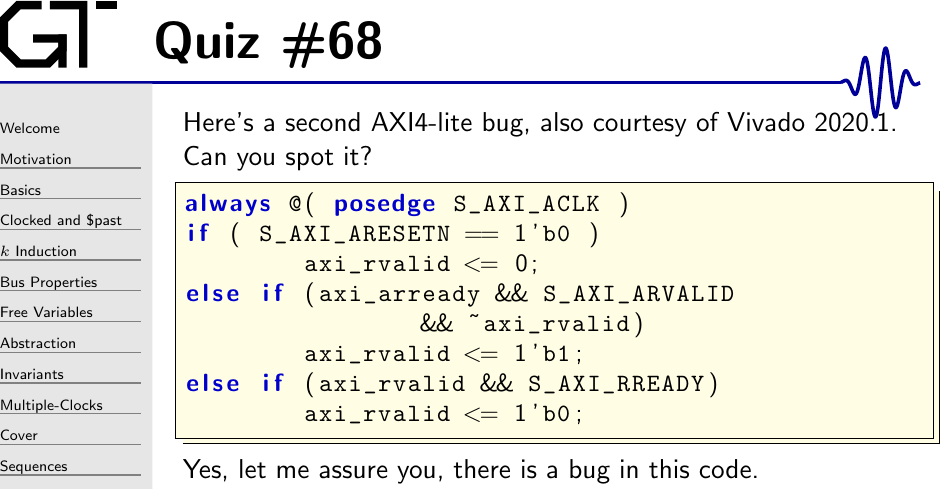 GT
Quiz #68
Welcome
Motivation
Basics
Clocked and $past
k Induction
Bus Properties
Free Variables
Abstraction
Invariants
Multiple-Clocks
Cover
Sequences
Here's a second AXI4-lite bug, also courtesy of Vivado 2020.1.
Can you spot it?
always @( posedge S_AXI_ACLK )
if ( S_AXI_ARESETN == 1'b0 )
axi_rvalid <= 0;
else if (axi_arready && S_AXI_ARVALID
&& ~axi_rvalid)
axi_rvalid <= 1'b1;
else if (axi_rvalid && S_AXI_RREADY)
axi_rvalid <= 1'b0;
Yes, let me assure you, there is a bug in this code.